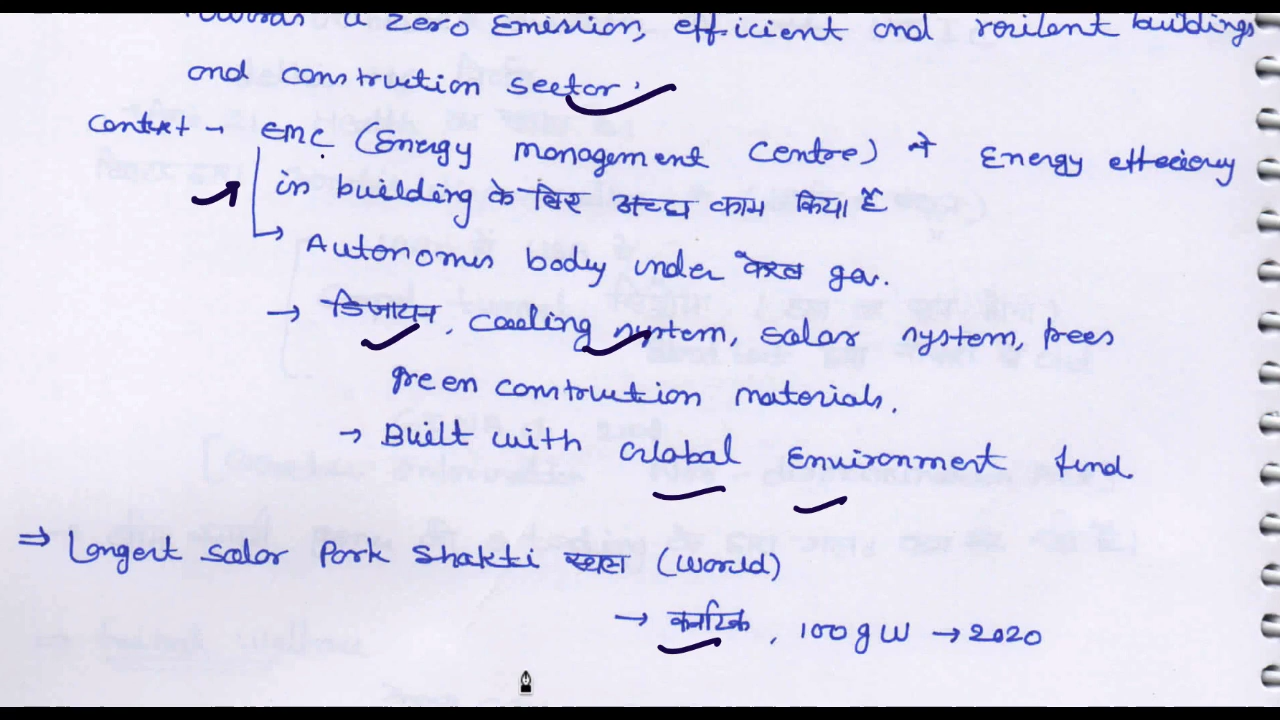 Towards a zero Emission, efficient and resilent buildings
and construction Sector.
Context → EMC (Energy management Centre) ने Energy efficiency
in building के लिए अच्छा काम किया है
→ Autonomus body under केरल gov.
→ डिजायन, cooling system, solar system, trees
green construction materials.
→ Built with Global Environment fund
⇒ Longest Solar Park Shakti स्थल (World)
→ कर्नाटक, 100 g W → 2020